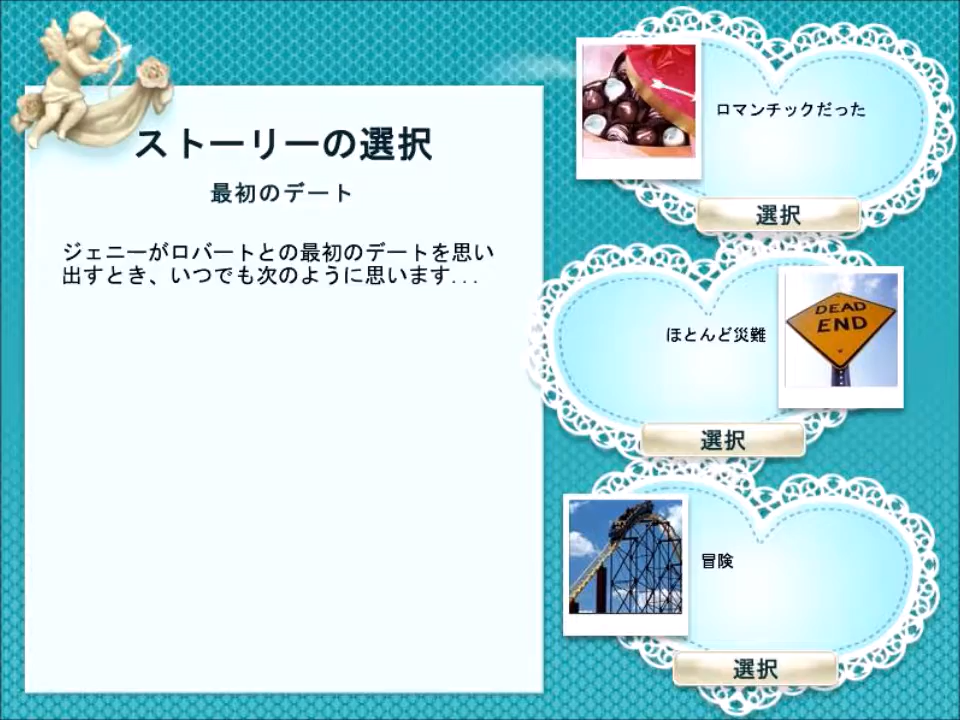 ストーリーの選択
最初のデート
ジェニーがロバートとの最初のデートを思い
出すとき、いつでも次のように思います...
ロマンチックだった
選択
ほとんど災難
DEAD
END
選択
冒険
選択